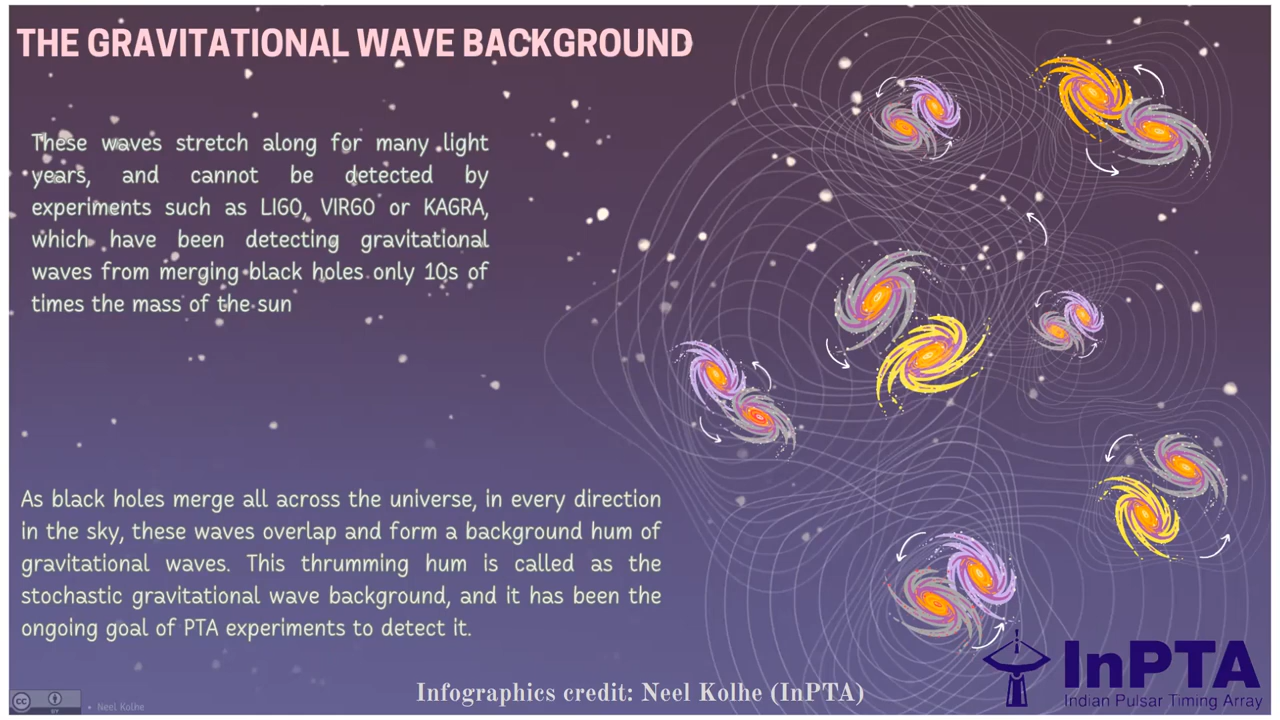 THE GRAVITATIONAL WAVE BACKGROUND
These waves stretch along for many light
years, and cannot be detected by
experiments such as LIGO, VIRGO or KAGRA,
which have been detecting gravitational
waves from merging black holes only 10s of
times the mass of the sun
As black holes merge all across the universe, in every direction
in the sky, these waves overlap and form a background hum of
gravitational waves. This thrumming hum is called as the
stochastic gravitational wave background, and it has been the
ongoing goal of PTA experiments to detect it.
InPTA
Indian Pulsar Timing Array
Infographics credit: Neel Kolhe (InPTA)
cc BY
• Neel Kolhe